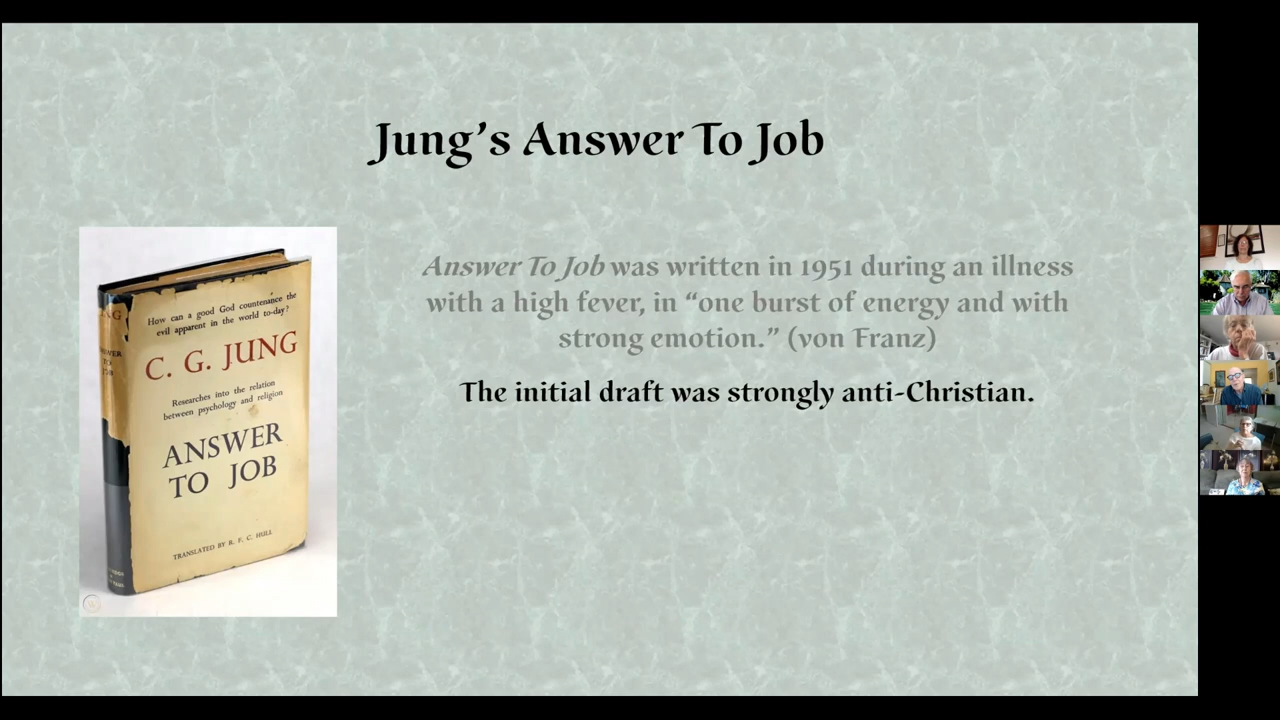 Jung’s Answer To Job
How can a good God countenance the
evil apparent in the world to-day?
C. G. JUNG
Researches into the relation
between psychology and religion
ANSWER
TO JOB
TRANSLATED BY R. F. C. HULL
Answer To Job was written in 1951 during an illness
with a high fever, in “one burst of energy and with
strong emotion.” (von Franz)
The initial draft was strongly anti-Christian.